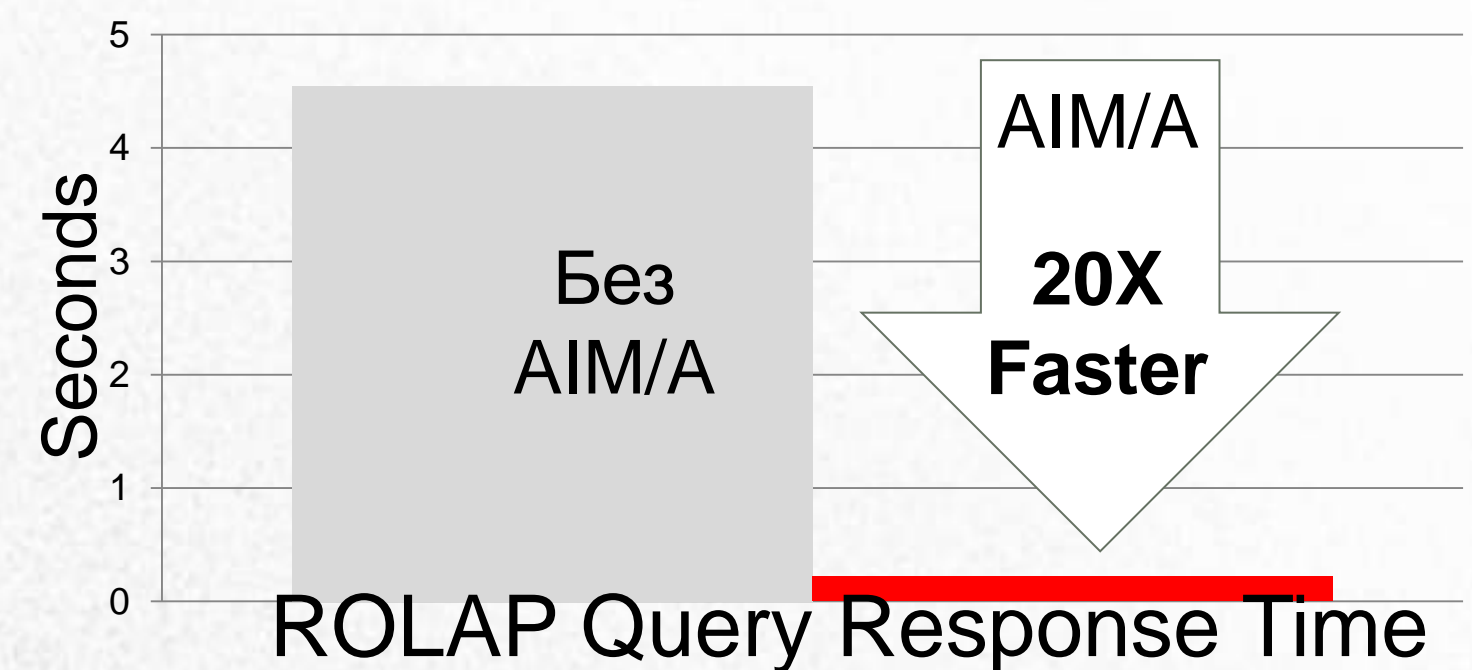 5
4
3
2
1
0
Seconds
Без
AIM/A
AIM/A
20X
Faster
ROLAP Query Response Time